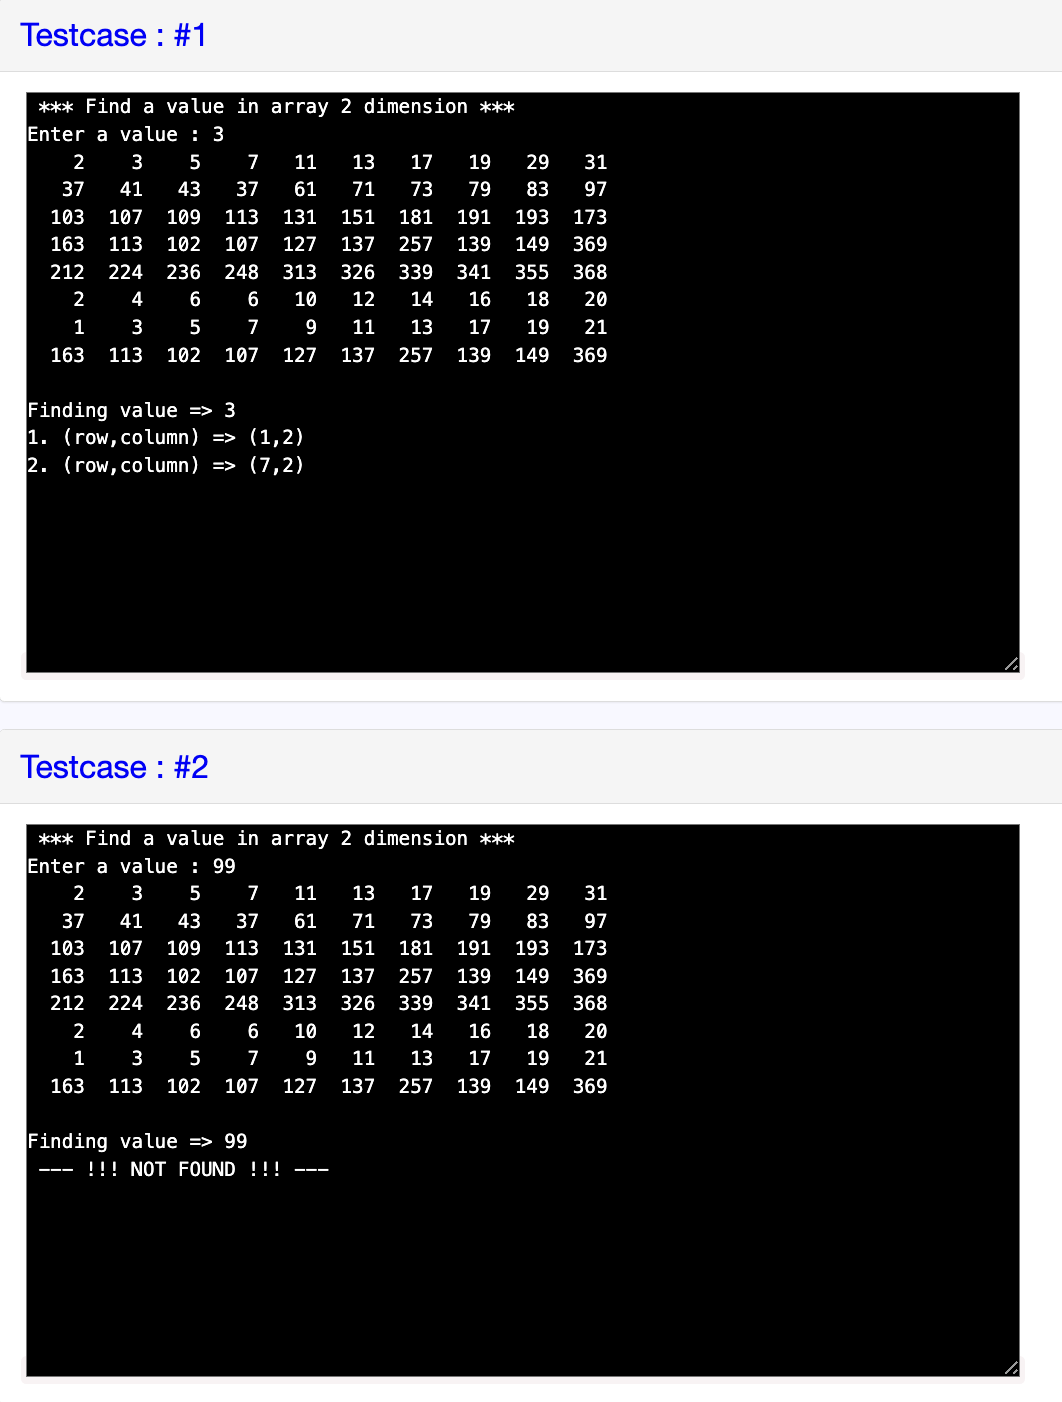 Testcase : #1
 *** Find a value in array 2 dimension ***
Enter a value : 3
    2    3    5    7   11   13   17   19   29   31
   37   41   43   37   61   71   73   79   83   97
  103  107  109  113  131  151  181  191  193  173
  163  113  102  107  127  137  257  139  149  369
  212  224  236  248  313  326  339  341  355  368
    2    4    6    6   10   12   14   16   18   20
    1    3    5    7    9   11   13   17   19   21
  163  113  102  107  127  137  257  139  149  369

Finding value => 3
1. (row,column) => (1,2)
2. (row,column) => (7,2)
Testcase : #2
 *** Find a value in array 2 dimension ***
Enter a value : 99
    2    3    5    7   11   13   17   19   29   31
   37   41   43   37   61   71   73   79   83   97
  103  107  109  113  131  151  181  191  193  173
  163  113  102  107  127  137  257  139  149  369
  212  224  236  248  313  326  339  341  355  368
    2    4    6    6   10   12   14   16   18   20
    1    3    5    7    9   11   13   17   19   21
  163  113  102  107  127  137  257  139  149  369

Finding value => 99
 --- !!! NOT FOUND !!! ---